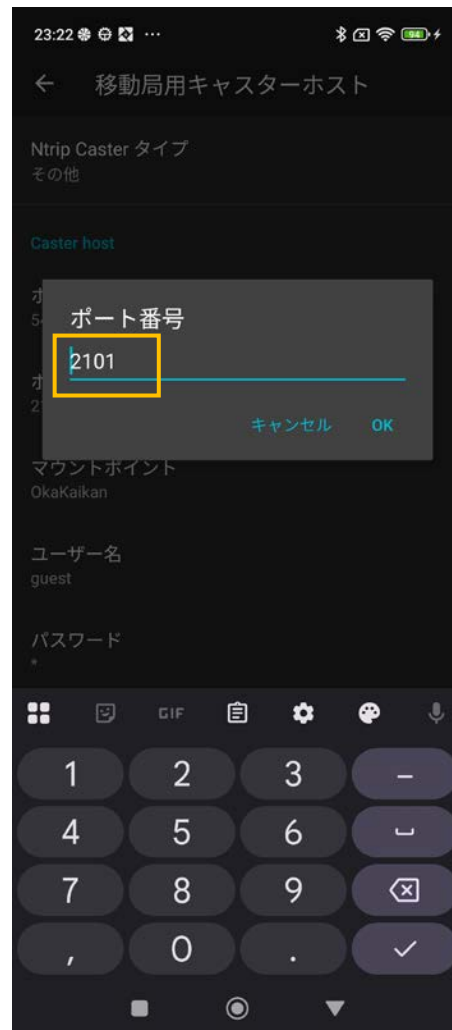 23:22
94
移動局用キャスターホスト
Ntrip Caster タイプ
その他
Caster host
ポート番号
2101
キャンセル OK
マウントポイント
OkaKaikan
ユーザー名
guest
パスワード
*
GIF
1 2 3 –
4 5 6
7 8 9
, 0 .